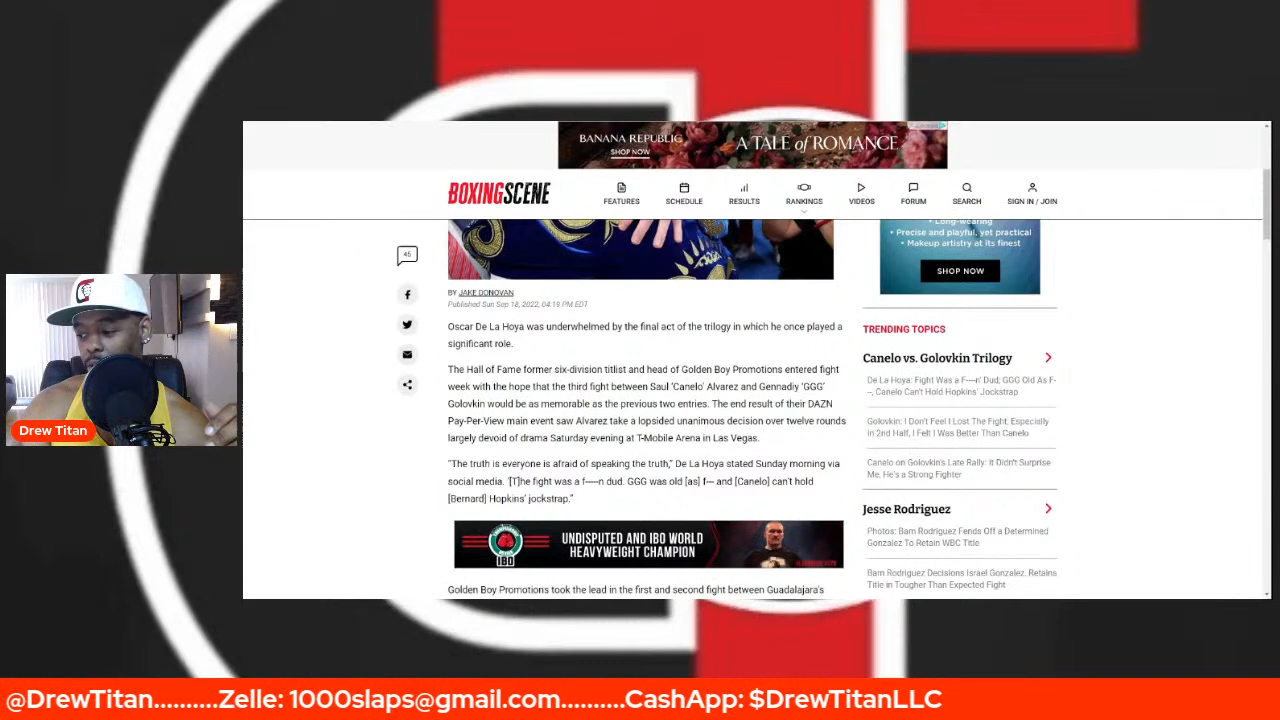 BANANA REPUBLIC
SHOP NOW
A TALE of ROMANCE
BOXINGSCENE
FEATURES
SCHEDULE
RESULTS
RANKINGS
VIDEOS
FORUM
SEARCH
SIGN IN / JOIN
45
• Long-wearing
• Precise and playful, yet practical
• Makeup artistry at its finest
SHOP NOW
BY JAKE DONOVAN
Published Sun Sep 18, 2022, 04:19 PM EDT
Oscar De La Hoya was underwhelmed by the final act of the trilogy in which he once played a
significant role.
The Hall of Fame former six-division titlist and head of Golden Boy Promotions entered fight
week with the hope that the third fight between Saul ‘Canelo’ Alvarez and Gennadiy ‘GGG’
Golovkin would be as memorable as the previous two entries. The end result of their DAZN
Pay-Per-View main event saw Alvarez take a lopsided unanimous decision over twelve rounds
largely devoid of drama Saturday evening at T-Mobile Arena in Las Vegas.
“The truth is everyone is afraid of speaking the truth,” De La Hoya stated Sunday morning via
social media. ‘[T]he fight was a f----n dud. GGG was old [as] f--- and [Canelo] can’t hold
[Bernard] Hopkins’ jockstrap.”
IBO
UNDISPUTED AND IBO WORLD
HEAVYWEIGHT CHAMPION
Golden Boy Promotions took the lead in the first and second fight between Guadalajara’s
TRENDING TOPICS
Canelo vs. Golovkin Trilogy
De La Hoya: Fight Was a F----n' Dud; GGG Old As F-
--, Canelo Can't Hold Hopkins' Jockstrap
Golovkin: I Don't Feel I Lost The Fight, Especially
in 2nd Half, I Felt I Was Better Than Canelo
Canelo on Golovkin's Late Rally: It Didn't Surprise
Me, He's a Strong Fighter
Jesse Rodriguez
Photos: Bam Rodriguez Fends Off a Determined
Gonzalez To Retain WBC Title
Bam Rodriguez Decisions Israel Gonzalez, Retains
Title in Tougher Than Expected Fight
Drew Titan
@DrewTitan..........Zelle: 1000slaps@gmail.com..........CashApp: $DrewTitanLLC